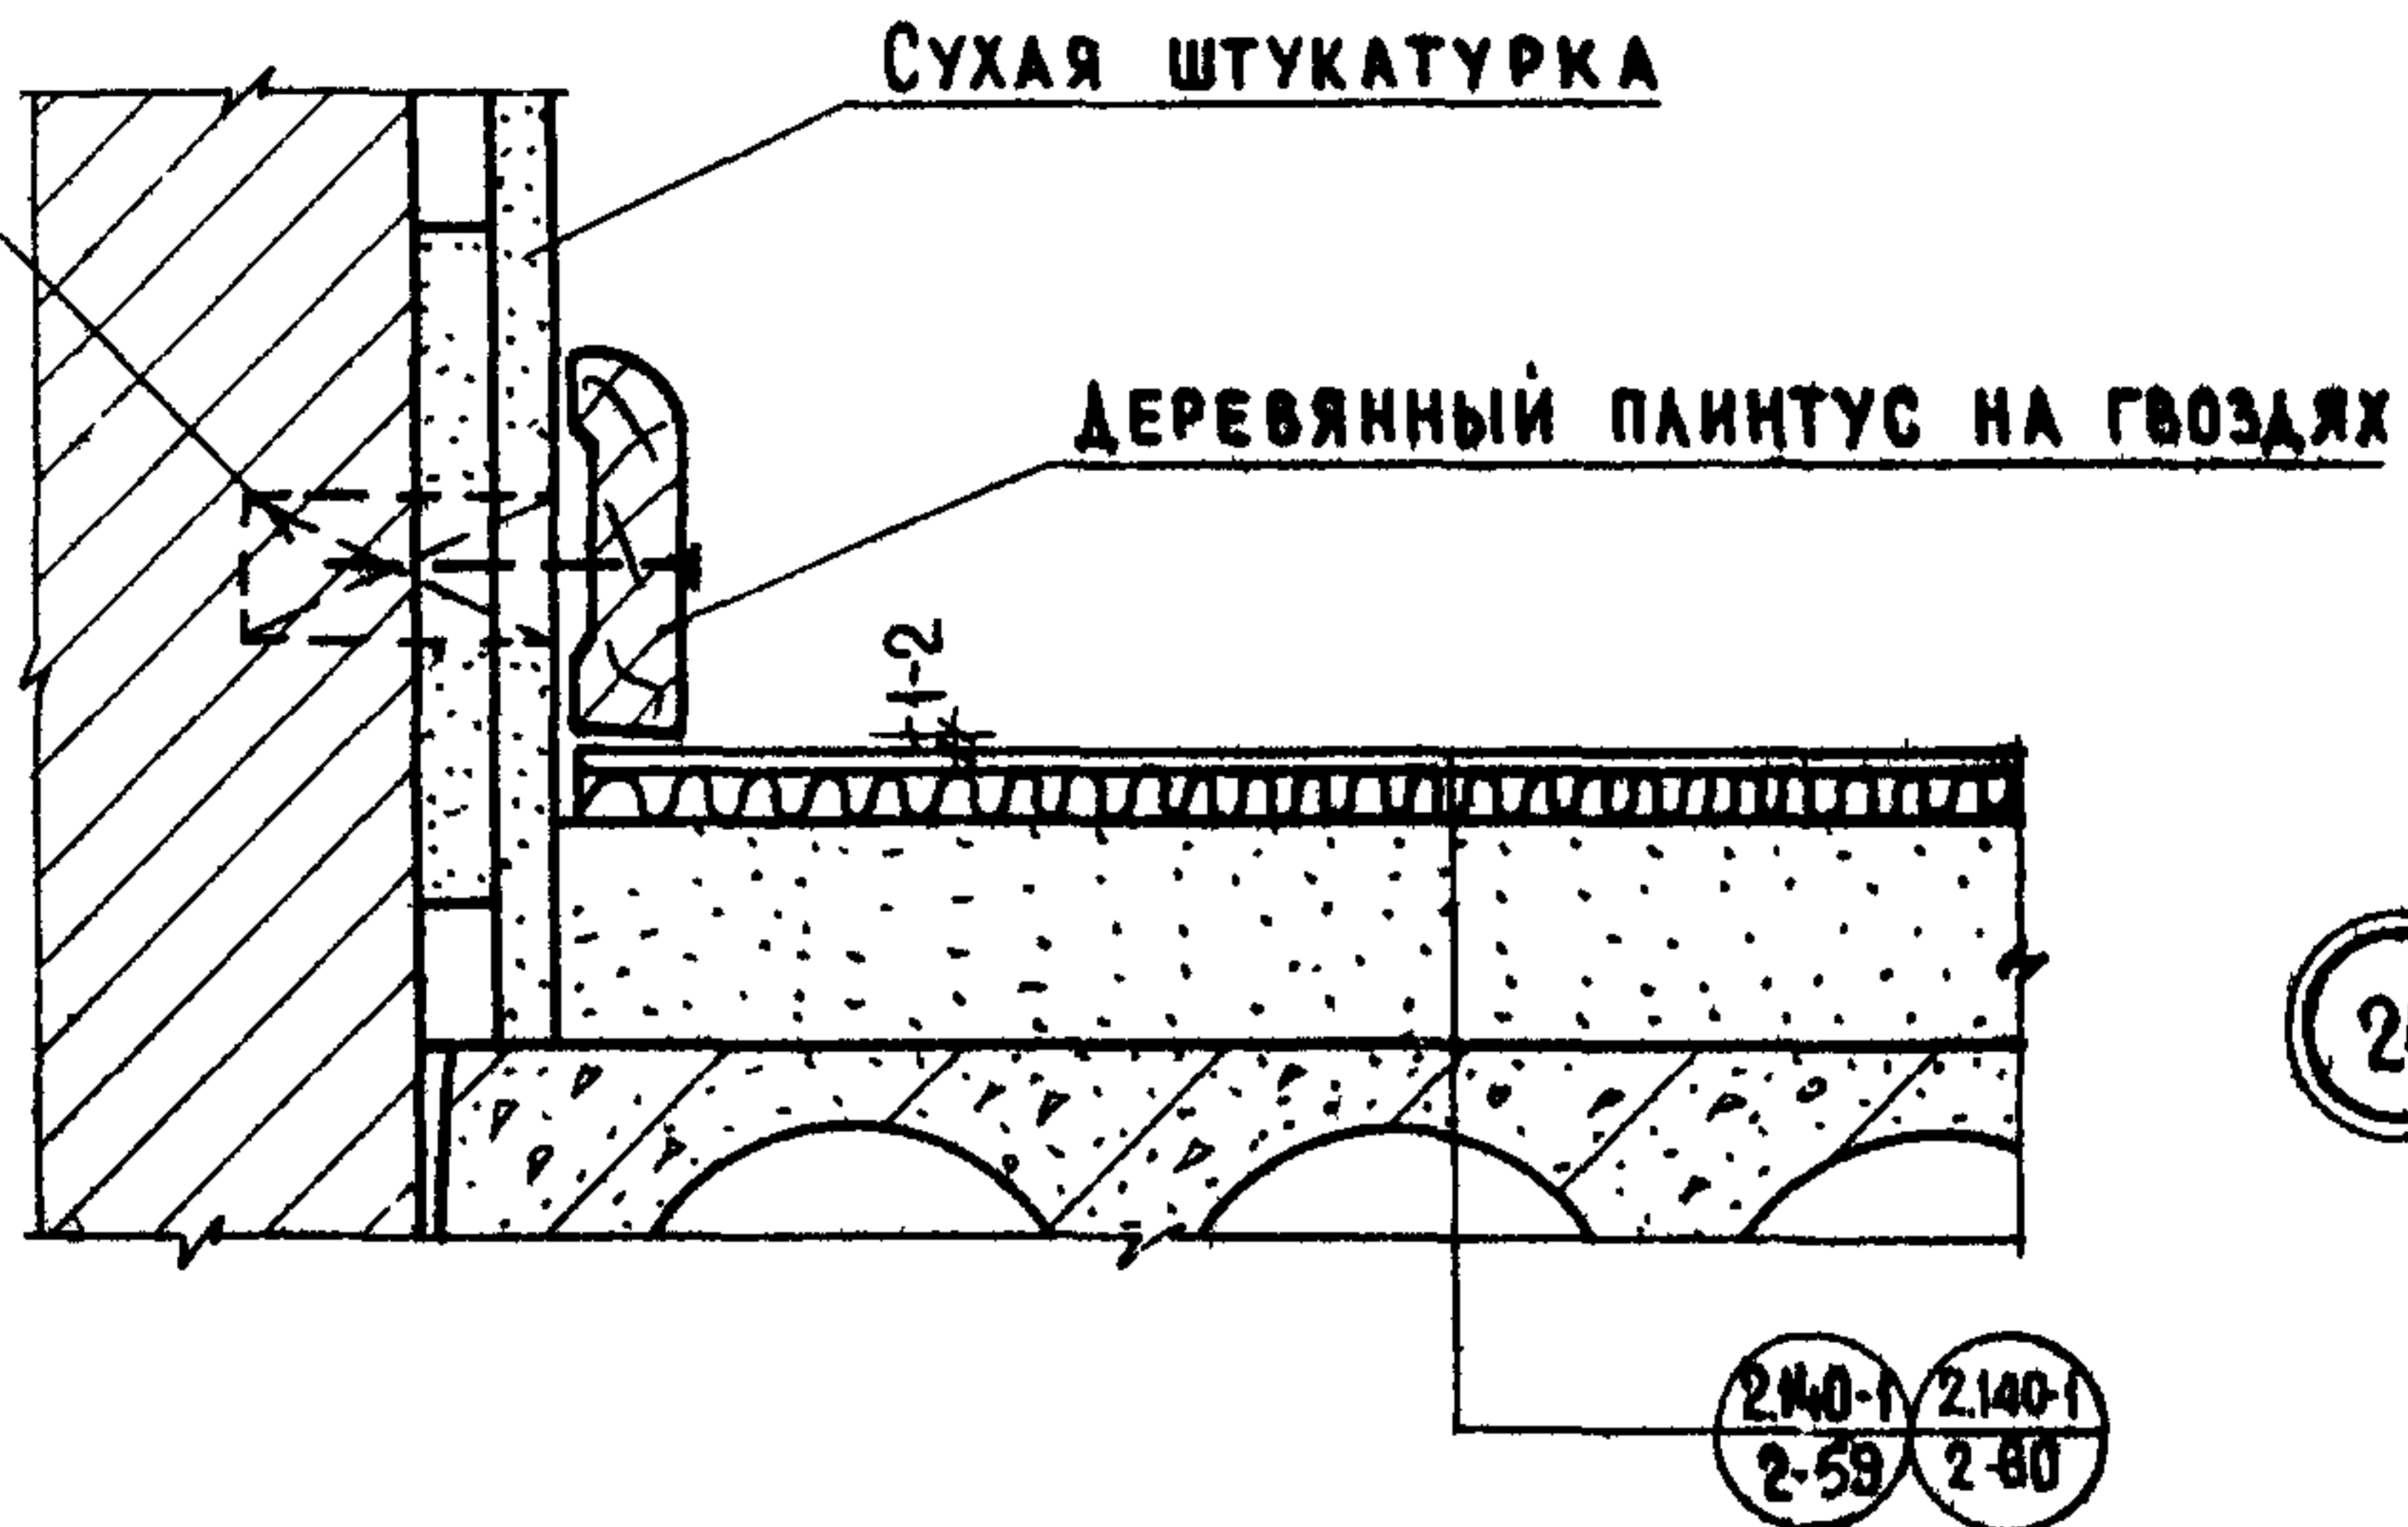 Сухая штукатурка
Деревянный плинтус на гвоздях
1-2
2.140-1 2.140-1
2-59 2-60